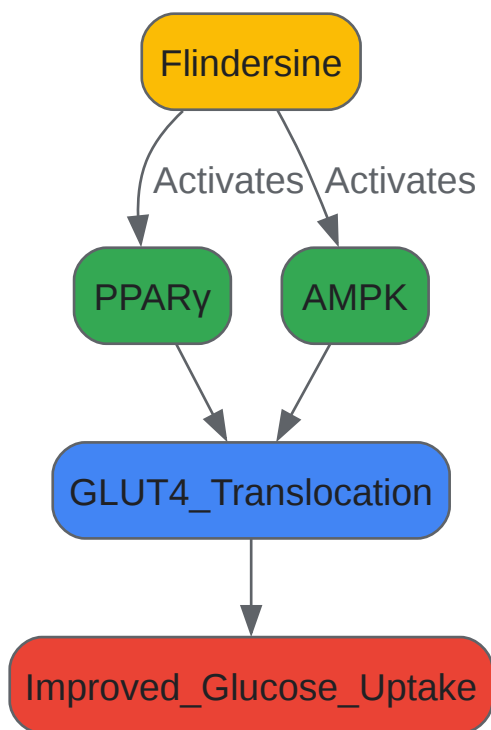 Flindersine
Activates Activates
PPARγ AMPK
GLUT4_Translocation
Improved_Glucose_Uptake